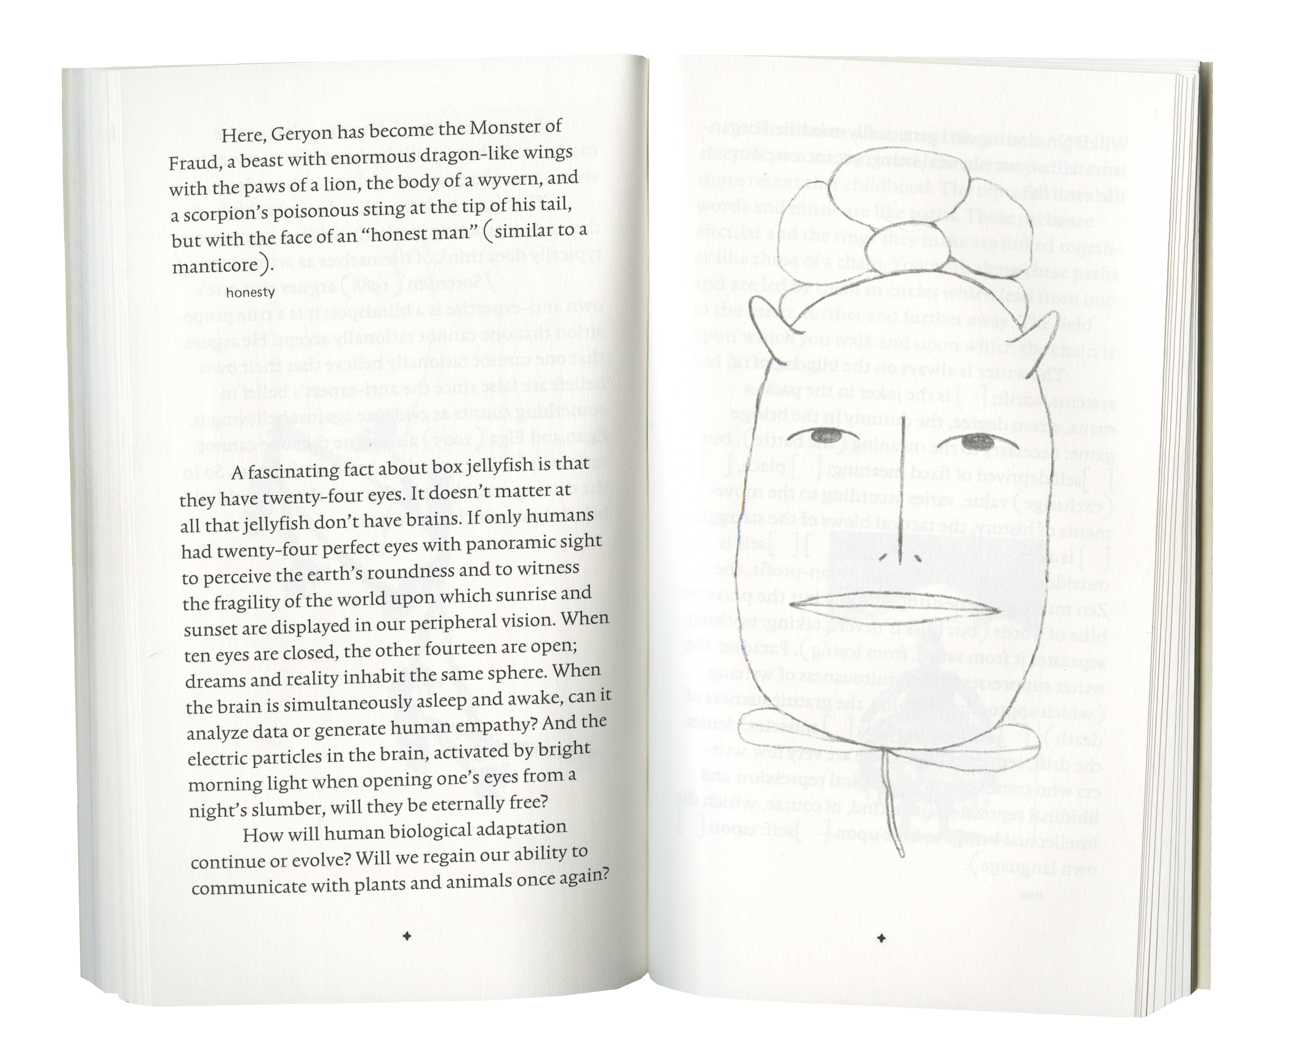 Here, Geryon has become the Monster of
Fraud, a beast with enormous dragon-like wings
with the paws of a lion, the body of a wyvern, and
a scorpion’s poisonous sting at the tip of his tail,
but with the face of an “honest man” (similar to a
manticore).
honesty
A fascinating fact about box jellyfish is that
they have twenty-four eyes. It doesn’t matter at
all that jellyfish don’t have brains. If only humans
had twenty-four perfect eyes with panoramic sight
to perceive the earth’s roundness and to witness
the fragility of the world upon which sunrise and
sunset are displayed in our peripheral vision. When
ten eyes are closed, the other fourteen are open;
dreams and reality inhabit the same sphere. When
the brain is simultaneously asleep and awake, can it
analyze data or generate human empathy? And the
electric particles in the brain, activated by bright
morning light when opening one’s eyes from a
night’s slumber, will they be eternally free?
How will human biological adaptation
continue or evolve? Will we regain our ability to
communicate with plants and animals once again?